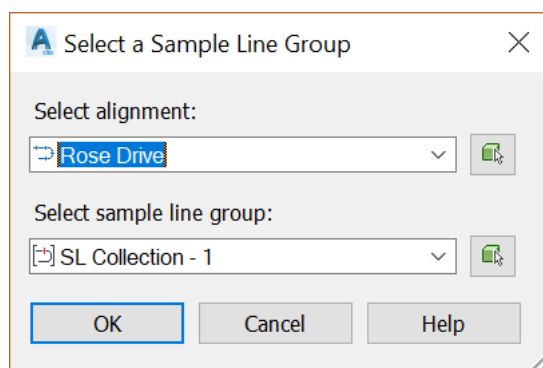 Select a Sample Line Group
Select alignment:
Rose Drive
Select sample line group:
SL Collection - 1
OK Cancel Help